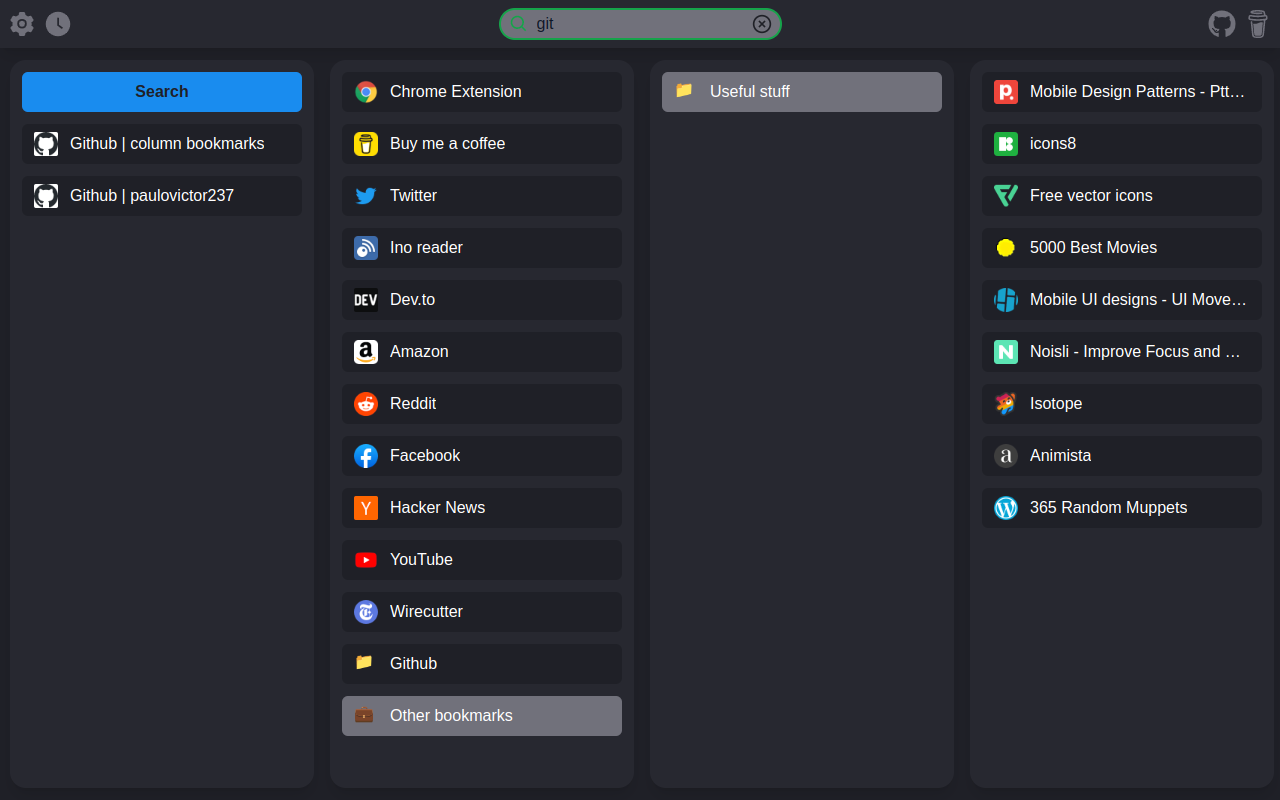 git
Search
Github | column bookmarks
Github | paulovictor237
Chrome Extension
Buy me a coffee
Twitter
Ino reader
DEV
Dev.to
Amazon
Reddit
Facebook
Hacker News
YouTube
Wirecutter
Github
Other bookmarks
Useful stuff
Mobile Design Patterns - Ptt…
icons8
Free vector icons
5000 Best Movies
Mobile UI designs - UI Move…
Noisli - Improve Focus and …
Isotope
Animista
365 Random Muppets